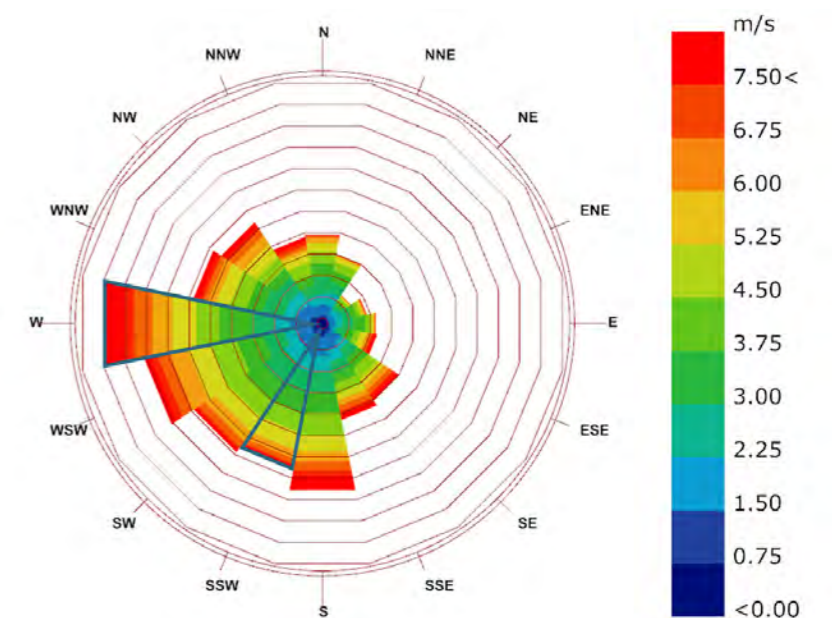 N
NNE
NE
ENE
E
ESE
SE
SSE
S
SSW
SW
WSW
W
WNW
NW
NNW
m/s
7.50<
6.75
6.00
5.25
4.50
3.75
3.00
2.25
1.50
0.75
<0.00